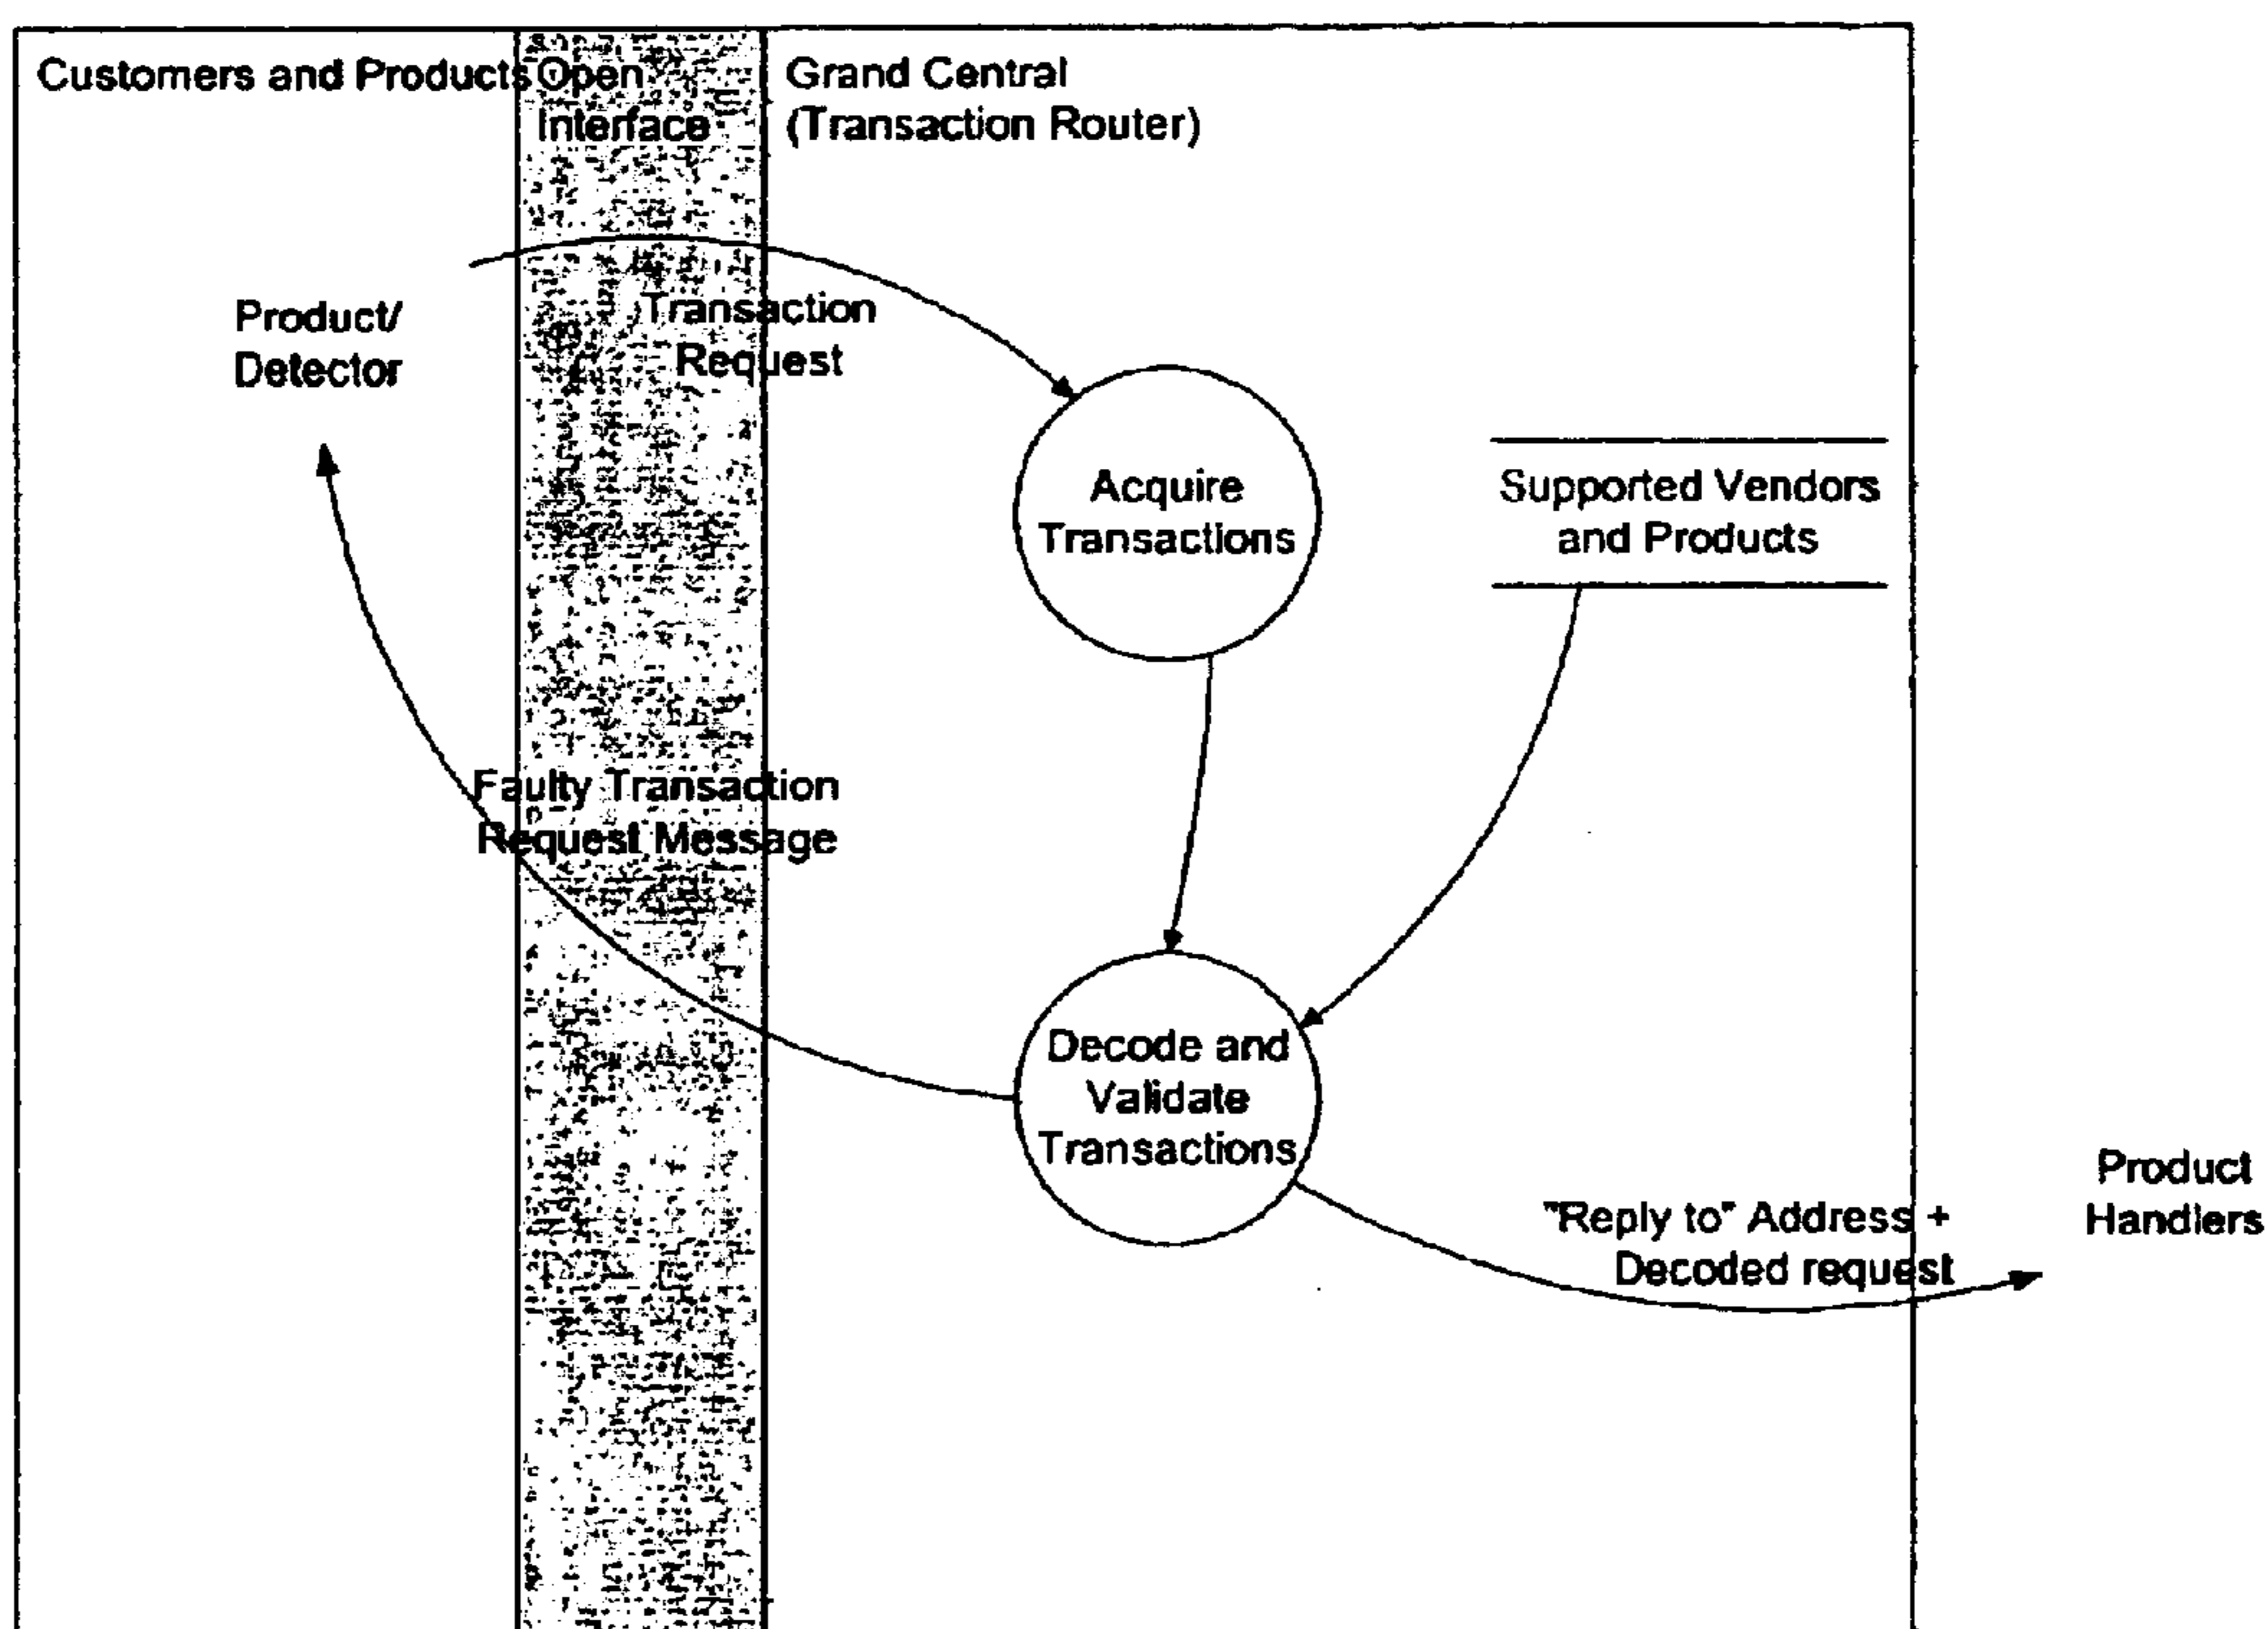 Customers and Products
Open
Interface
Grand Central
(Transaction Router)
Product/
Detector
Transaction
Request
Acquire
Transactions
Supported Vendors
and Products
Faulty Transaction
Request Message
Decode and
Validate
Transactions
"Reply to" Address +
Decoded request
Product
Handlers